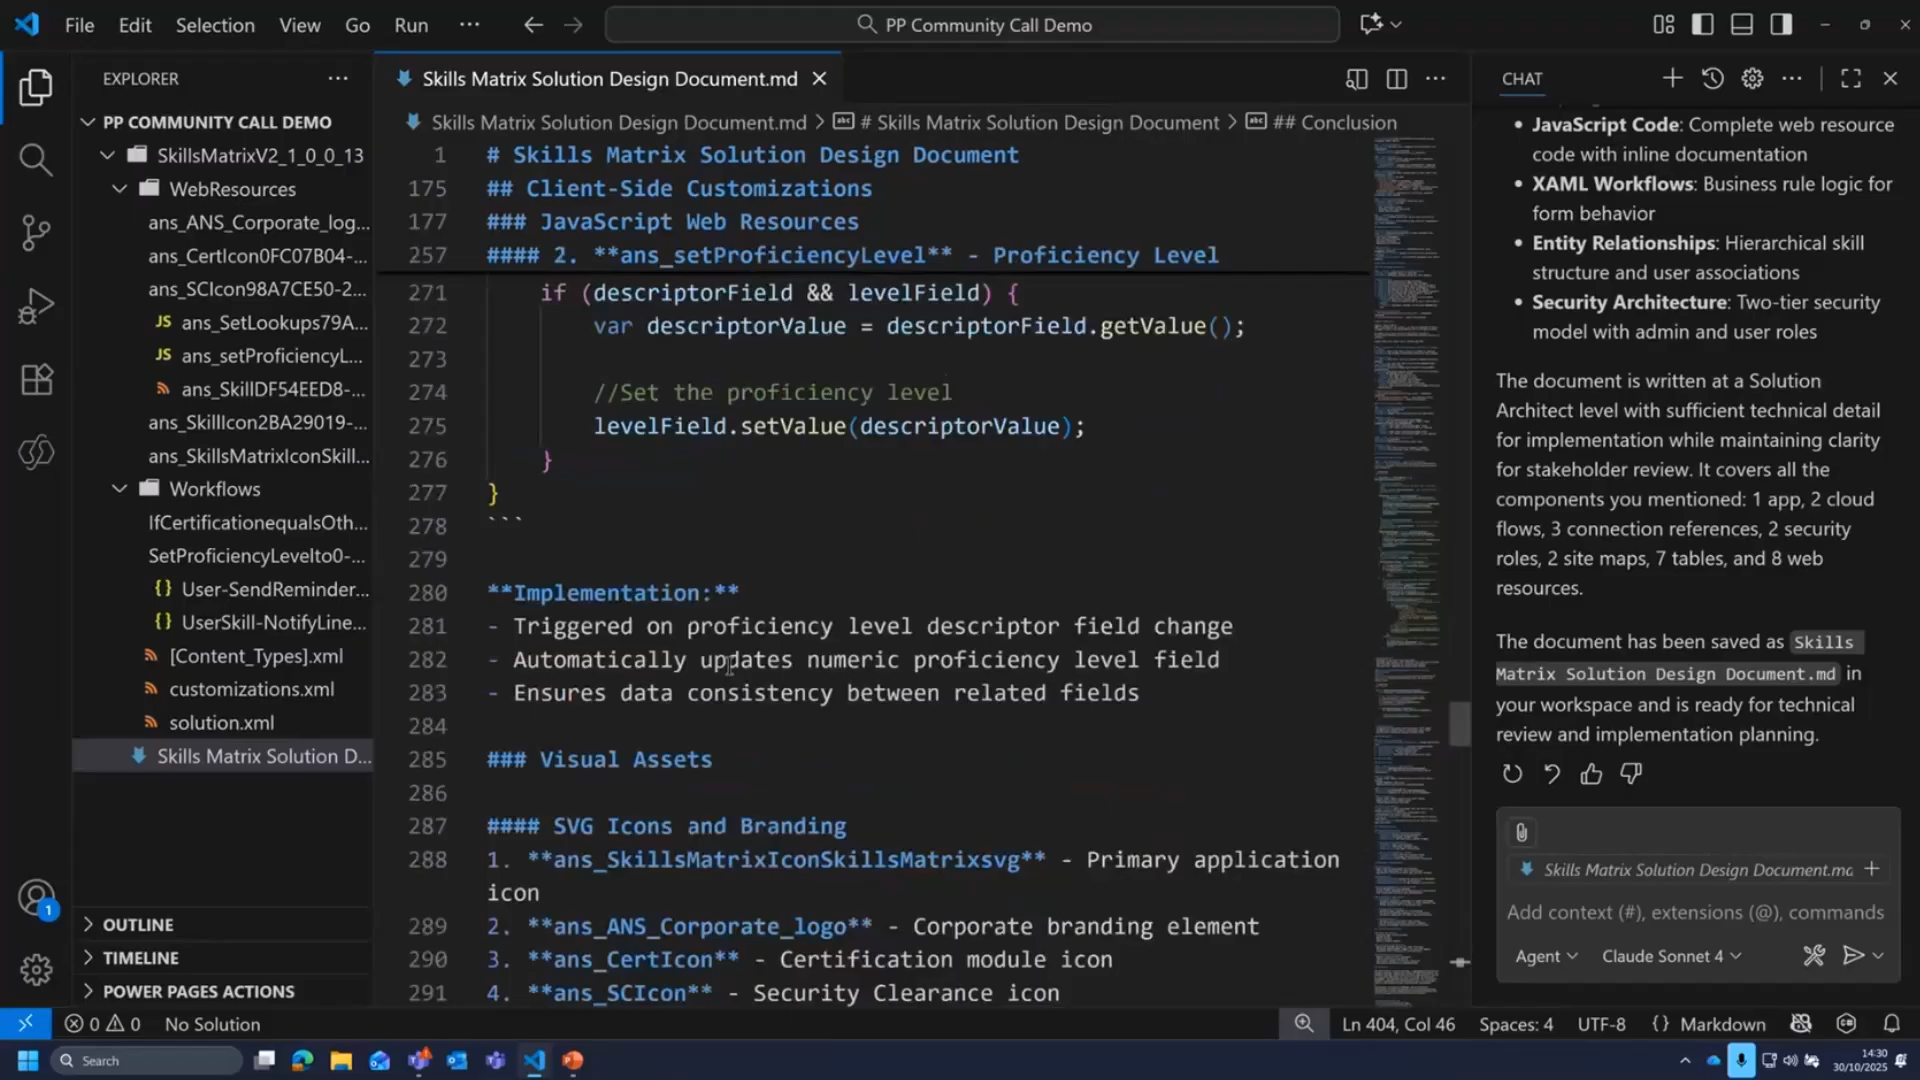 File Edit Selection View Go Run ··· PP Community Call Demo
EXPLORER
PP COMMUNITY CALL DEMO
SkillsMatrixV2_1_0_0_13
WebResources
ans_ANS_Corporate_log...
ans_CertIcon0FC07B04-...
ans_SCIcon98A7CE50-2...
JS ans_SetLookups79A...
JS ans_setProficiencyL...
ans_SkillDF54EED8-...
ans_SkillIcon2BA29019-...
ans_SkillsMatrixIconSkill...
Workflows
IfCertificationequalsOth...
SetProficiencyLevelto0-...
{} User-SendReminder...
{} UserSkill-NotifyLine...
[Content_Types].xml
customizations.xml
solution.xml
Skills Matrix Solution D...
OUTLINE
TIMELINE
POWER PAGES ACTIONS
Skills Matrix Solution Design Document.md
Skills Matrix Solution Design Document.md > # Skills Matrix Solution Design Document > ## Conclusion
1 # Skills Matrix Solution Design Document
175 ## Client-Side Customizations
177 ### JavaScript Web Resources
257 #### 2. **ans_setProficiencyLevel** - Proficiency Level
271 if (descriptorField && levelField) {
272 var descriptorValue = descriptorField.getValue();
273
274 //Set the proficiency level
275 levelField.setValue(descriptorValue);
276 }
277 }
278 ```
279
280 **Implementation:**
281 - Triggered on proficiency level descriptor field change
282 - Automatically updates numeric proficiency level field
283 - Ensures data consistency between related fields
284
285 ### Visual Assets
286
287 #### SVG Icons and Branding
288 1. **ans_SkillsMatrixIconSkillsMatrixsvg** - Primary application
icon
289 2. **ans_ANS_Corporate_logo** - Corporate branding element
290 3. **ans_CertIcon** - Certification module icon
291 4. **ans_SCIcon** - Security Clearance icon
CHAT
• JavaScript Code: Complete web resource
code with inline documentation
• XAML Workflows: Business rule logic for
form behavior
• Entity Relationships: Hierarchical skill
structure and user associations
• Security Architecture: Two-tier security
model with admin and user roles
The document is written at a Solution
Architect level with sufficient technical detail
for implementation while maintaining clarity
for stakeholder review. It covers all the
components you mentioned: 1 app, 2 cloud
flows, 3 connection references, 2 security
roles, 2 site maps, 7 tables, and 8 web
resources.
The document has been saved as Skills
Matrix Solution Design Document.md in
your workspace and is ready for technical
review and implementation planning.
Skills Matrix Solution Design Document.mc
Add context (#), extensions (@), commands
Agent Claude Sonnet 4
1
0 0 No Solution Ln 404, Col 46 Spaces: 4 UTF-8 {} Markdown
Search
14:30
30/10/2025